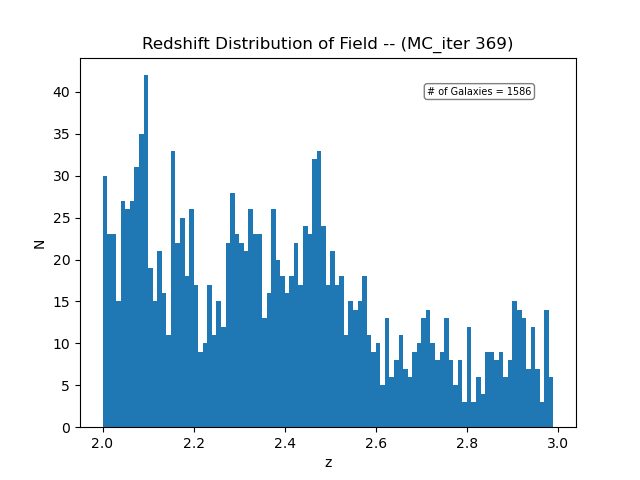 Redshift Distribution of Field -- (MC_iter 369)
# of Galaxies = 1586
40
35
30
25
20
15
10
5
0
N
2.0 2.2 2.4 2.6 2.8 3.0
z